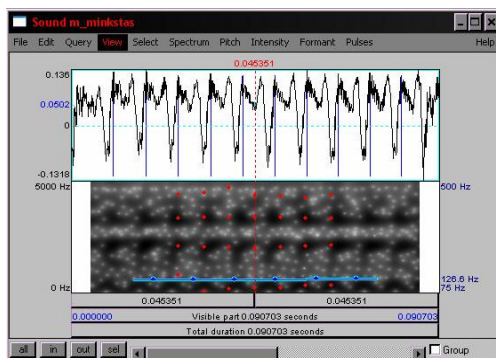 Sound m_minkstas
File Edit Query View Select Spectrum Pitch Intensity Formant Pulses Help
0.045351
0.136
0.0502
0
-0.1318
5000 Hz 500 Hz
126.6 Hz
0 Hz 75 Hz
0.045351 0.045351
0.000000 Visible part 0.090703 seconds 0.090703
Total duration 0.090703 seconds
all in out sel Group